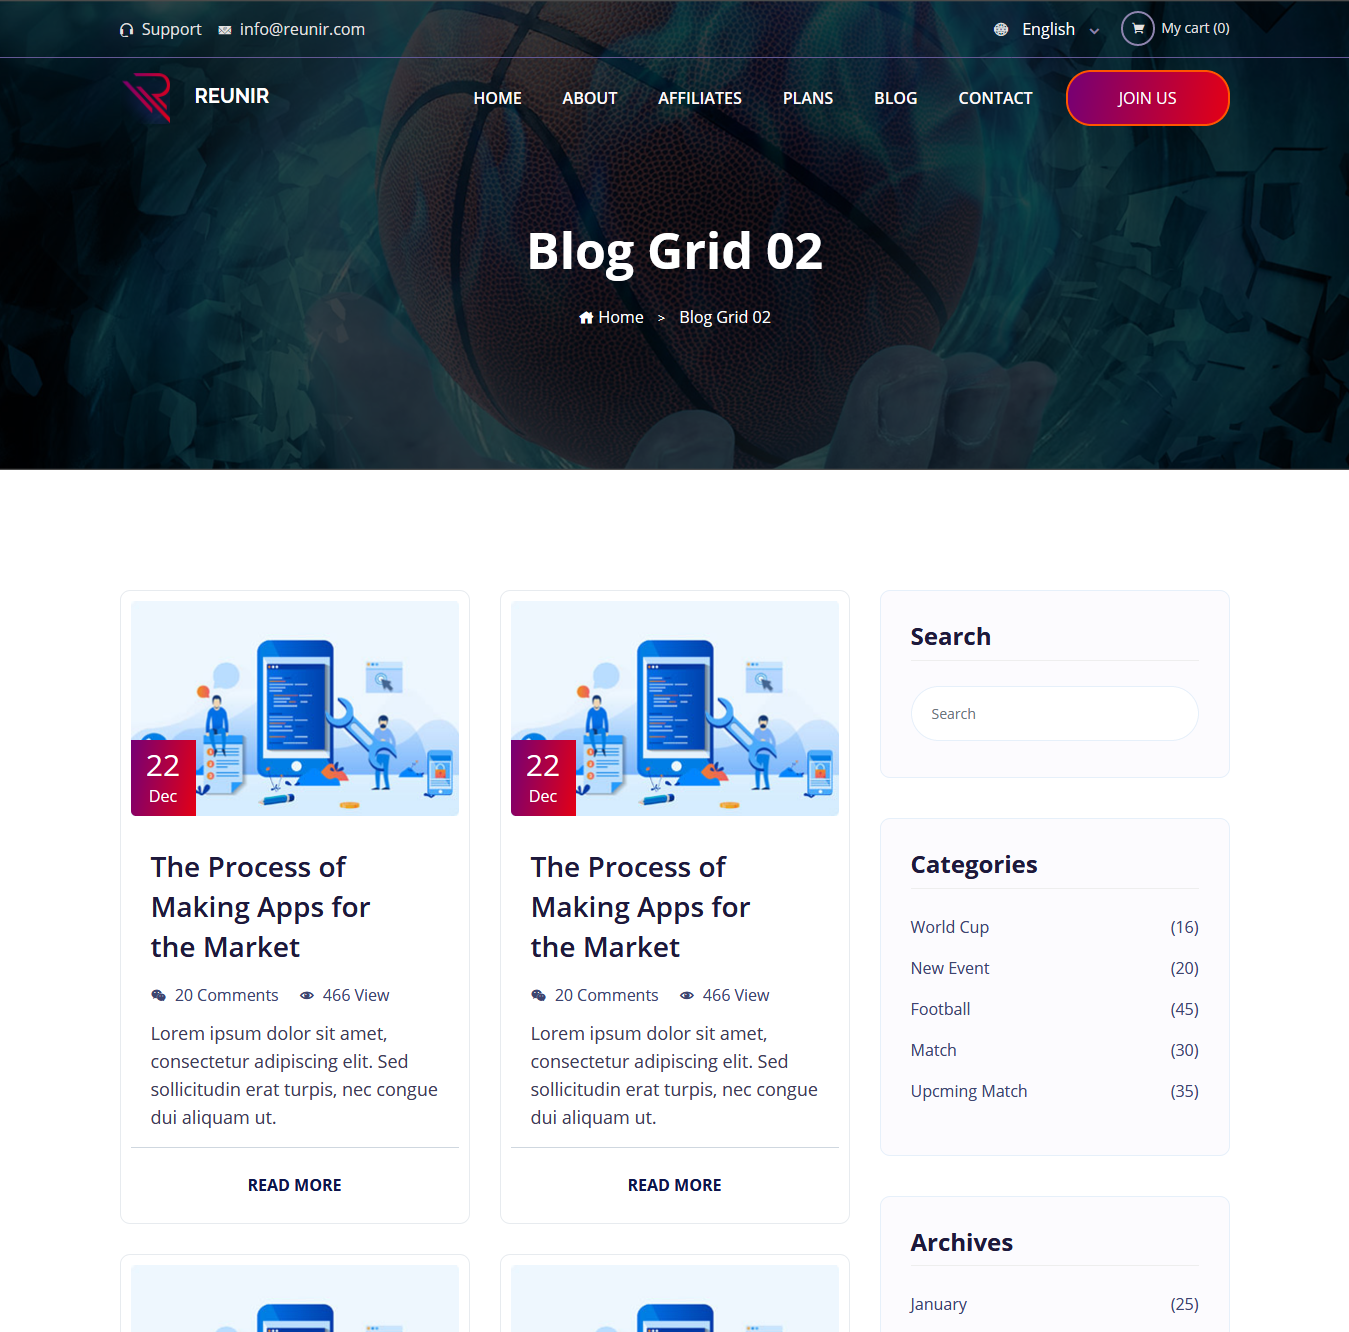 Support info@reunir.com
English My cart (0)
REUNIR
HOME ABOUT AFFILIATES PLANS BLOG CONTACT JOIN US
Blog Grid 02
Home > Blog Grid 02
22
Dec
The Process of
Making Apps for
the Market
20 Comments 466 View
Lorem ipsum dolor sit amet,
consectetur adipiscing elit. Sed
sollicitudin erat turpis, nec congue
dui aliquam ut.
READ MORE
22
Dec
The Process of
Making Apps for
the Market
20 Comments 466 View
Lorem ipsum dolor sit amet,
consectetur adipiscing elit. Sed
sollicitudin erat turpis, nec congue
dui aliquam ut.
READ MORE
Search
Search
Categories
World Cup (16)
New Event (20)
Football (45)
Match (30)
Upcming Match (35)
Archives
January (25)